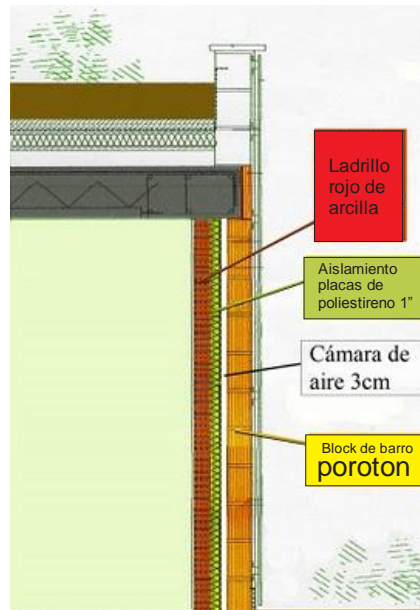 Ladrillo
rojo de
arcilla
Aislamiento
placas de
poliestireno 1”
Cámara de
aire 3cm
Block de barro
poroton